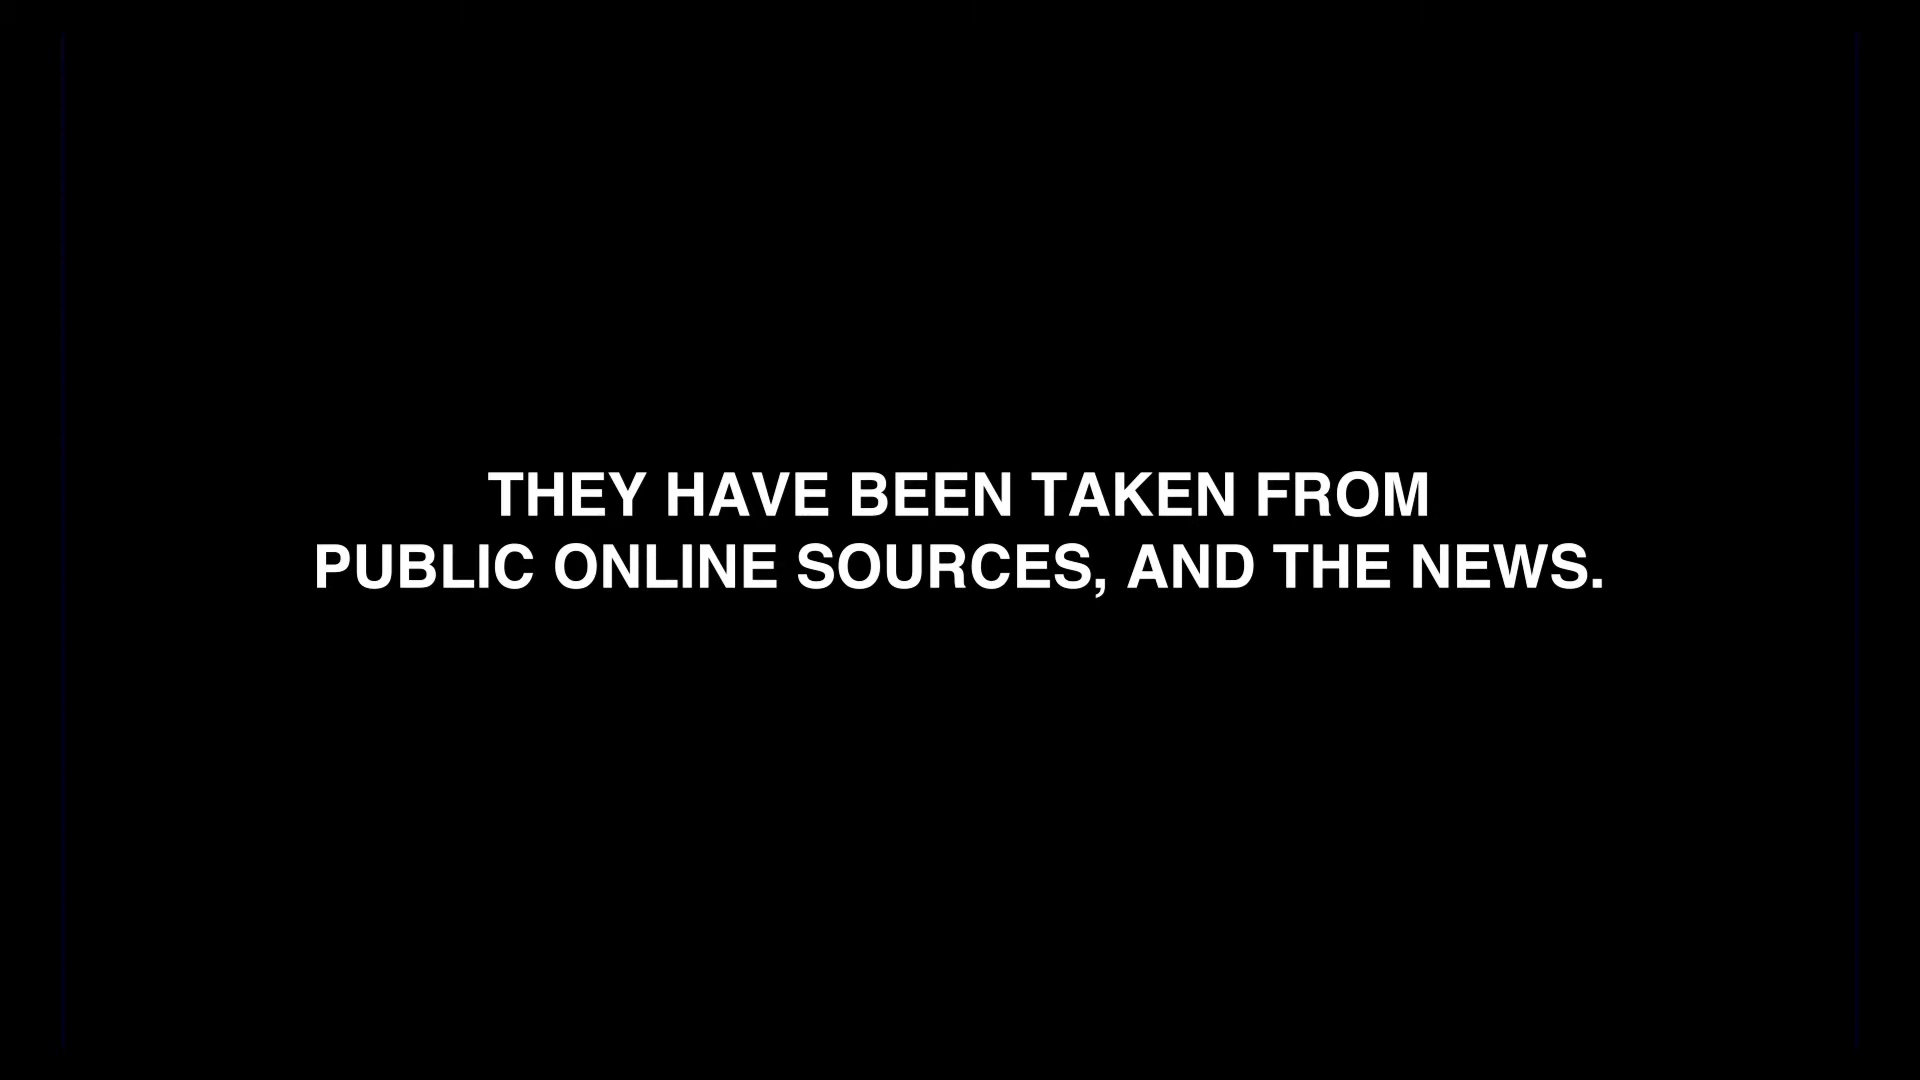 THEY HAVE BEEN TAKEN FROM
PUBLIC ONLINE SOURCES, AND THE NEWS.